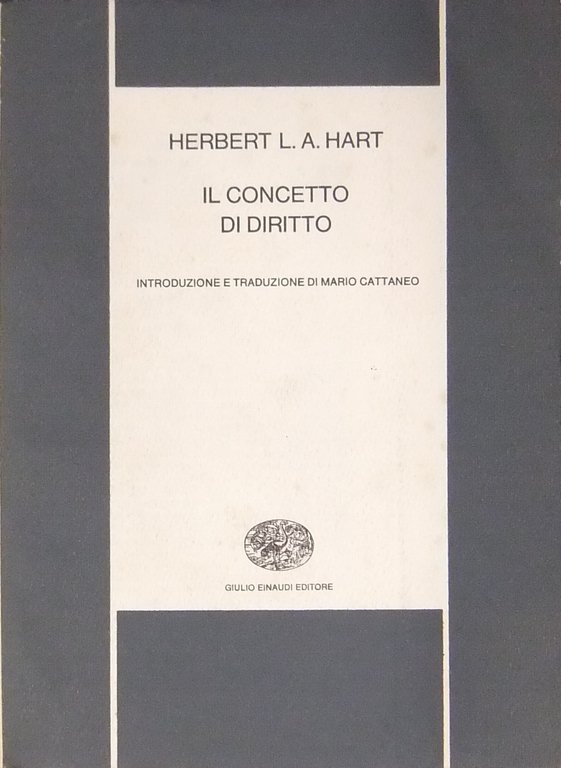 HERBERT L. A. HART
IL CONCETTO
DI DIRITTO
INTRODUZIONE E TRADUZIONE DI MARIO CATTANEO
GIULIO EINAUDI EDITORE